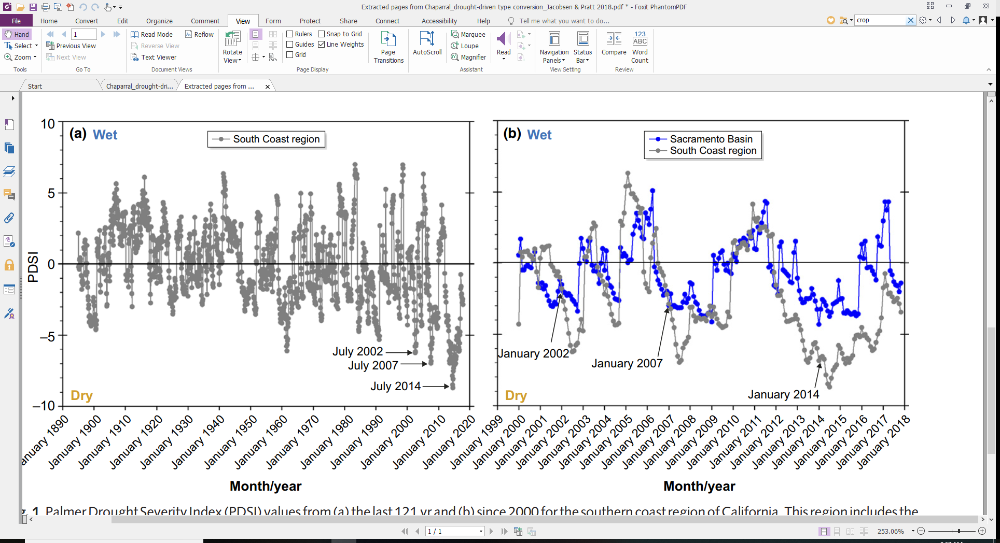 Extracted pages from Chaparral_drought-driven type conversion_Jacobsen & Pratt 2018.pdf * - Foxit PhantomPDF
File Home Convert Edit Organize Comment View Form Protect Share Connect Accessibility Help Tell me what you want to do... crop
Hand 1 Read Mode Reflow Rulers Snap to Grid Marquee 123
Select Previous View Reverse View Guides Line Weights Loupe ABC
Zoom Next View Text Viewer Rotate View Grid Page Transitions AutoScroll Magnifier Read Navigation Panels Status Bar Compare Word Count
Tools Go To Document Views Page Display Assistant View Setting Review
Start Chaparral_drought-dri... Extracted pages from ...
10
5
0
–5
–10
PDSI
(a) Wet
South Coast region
July 2002
July 2007
July 2014
Dry
January 1890
January 1900
January 1910
January 1920
January 1930
January 1940
January 1950
January 1960
January 1970
January 1980
January 1990
January 2000
January 2010
January 2020
Month/year
(b) Wet
Sacramento Basin
South Coast region
January 2002
January 2007
January 2014
Dry
January 1999
January 2000
January 2001
January 2002
January 2003
January 2004
January 2005
January 2006
January 2007
January 2008
January 2009
January 2010
January 2011
January 2012
January 2013
January 2014
January 2015
January 2016
January 2017
January 2018
Month/year
1 Palmer Drought Severity Index (PDSI) values from (a) the last 121 yr and (b) since 2000 for the southern coast region of California. This region includes the
1 / 1 253.06%